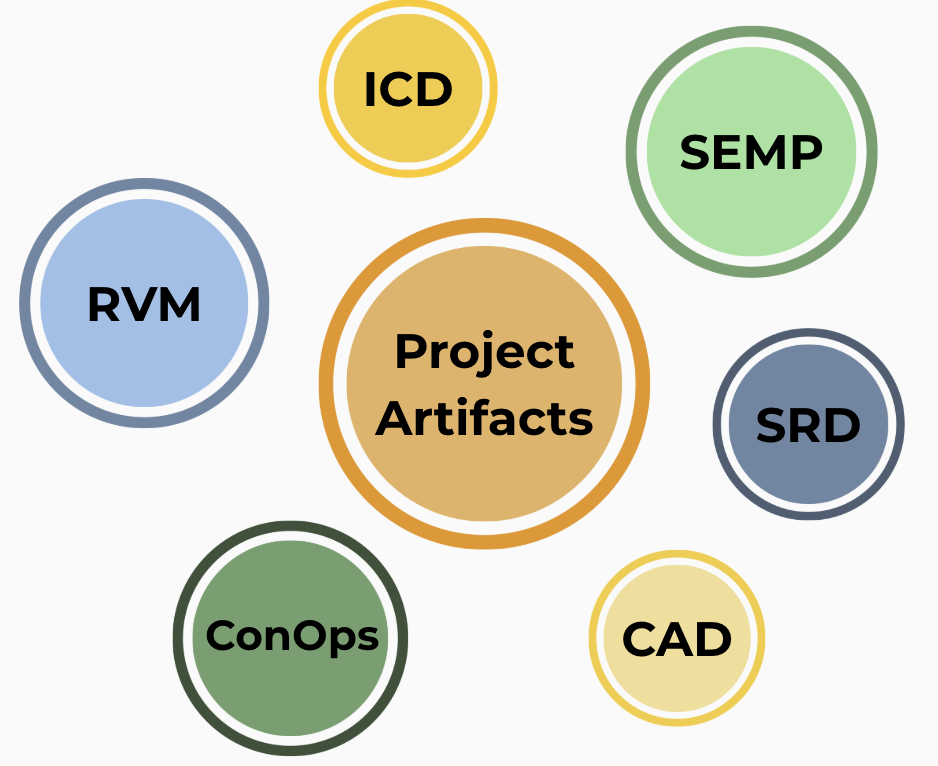 ICD
SEMP
RVM
Project
Artifacts
SRD
ConOps
CAD